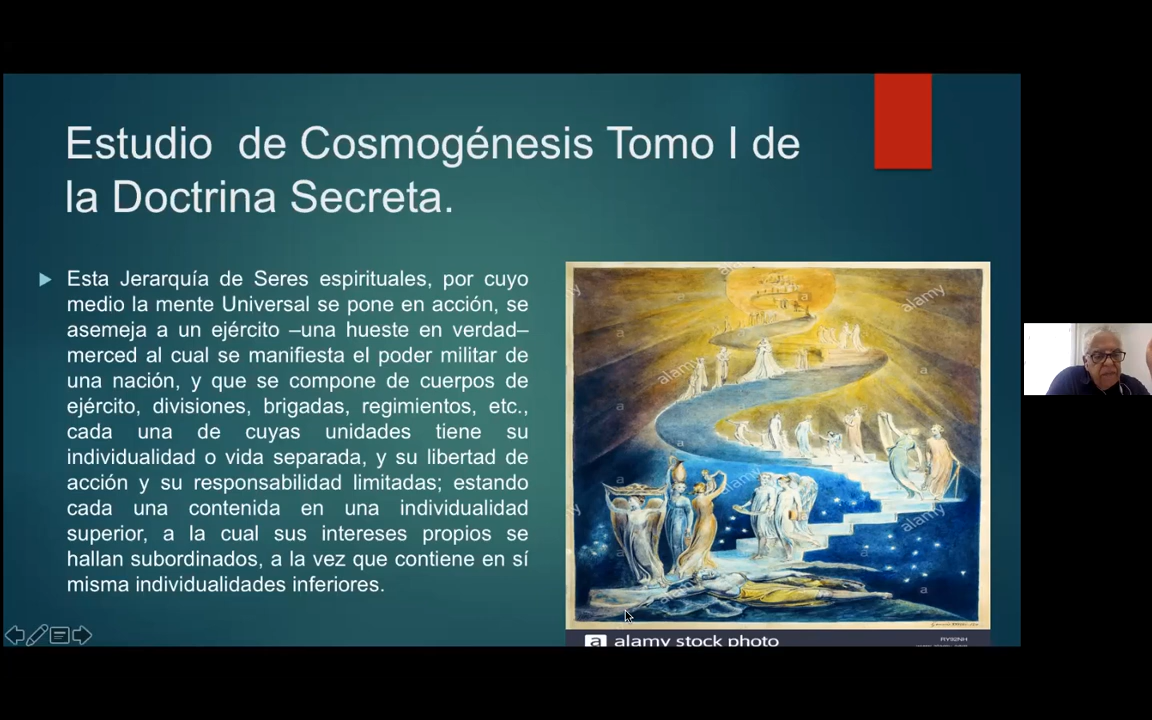 Estudio  de Cosmogénesis Tomo I de
la Doctrina Secreta.
Esta Jerarquía de Seres espirituales, por cuyo
medio la mente Universal se pone en acción, se
asemeja a un ejército –una hueste en verdad–
merced al cual se manifiesta el poder militar de
una nación, y que se compone de cuerpos de
ejército, divisiones, brigadas, regimientos, etc.,
cada una de cuyas unidades tiene su
individualidad o vida separada, y su libertad de
acción y su responsabilidad limitadas; estando
cada una contenida en una individualidad
superior, a la cual sus intereses propios se
hallan subordinados, a la vez que contiene en sí
misma individualidades inferiores.
alamy
alamy
alamy
alamy
a alamy stock photo
RY92NH